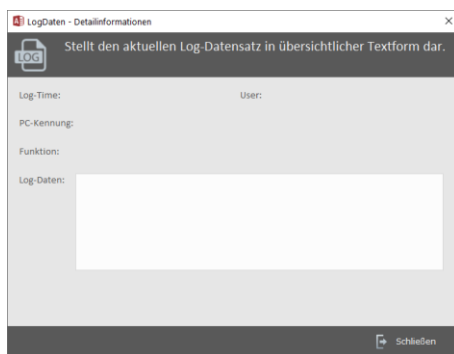 LogDaten - Detailinformationen
LOG
Stellt den aktuellen Log-Datensatz in übersichtlicher Textform dar.
Log-Time: User:
PC-Kennung:
Funktion:
Log-Daten:
Schließen